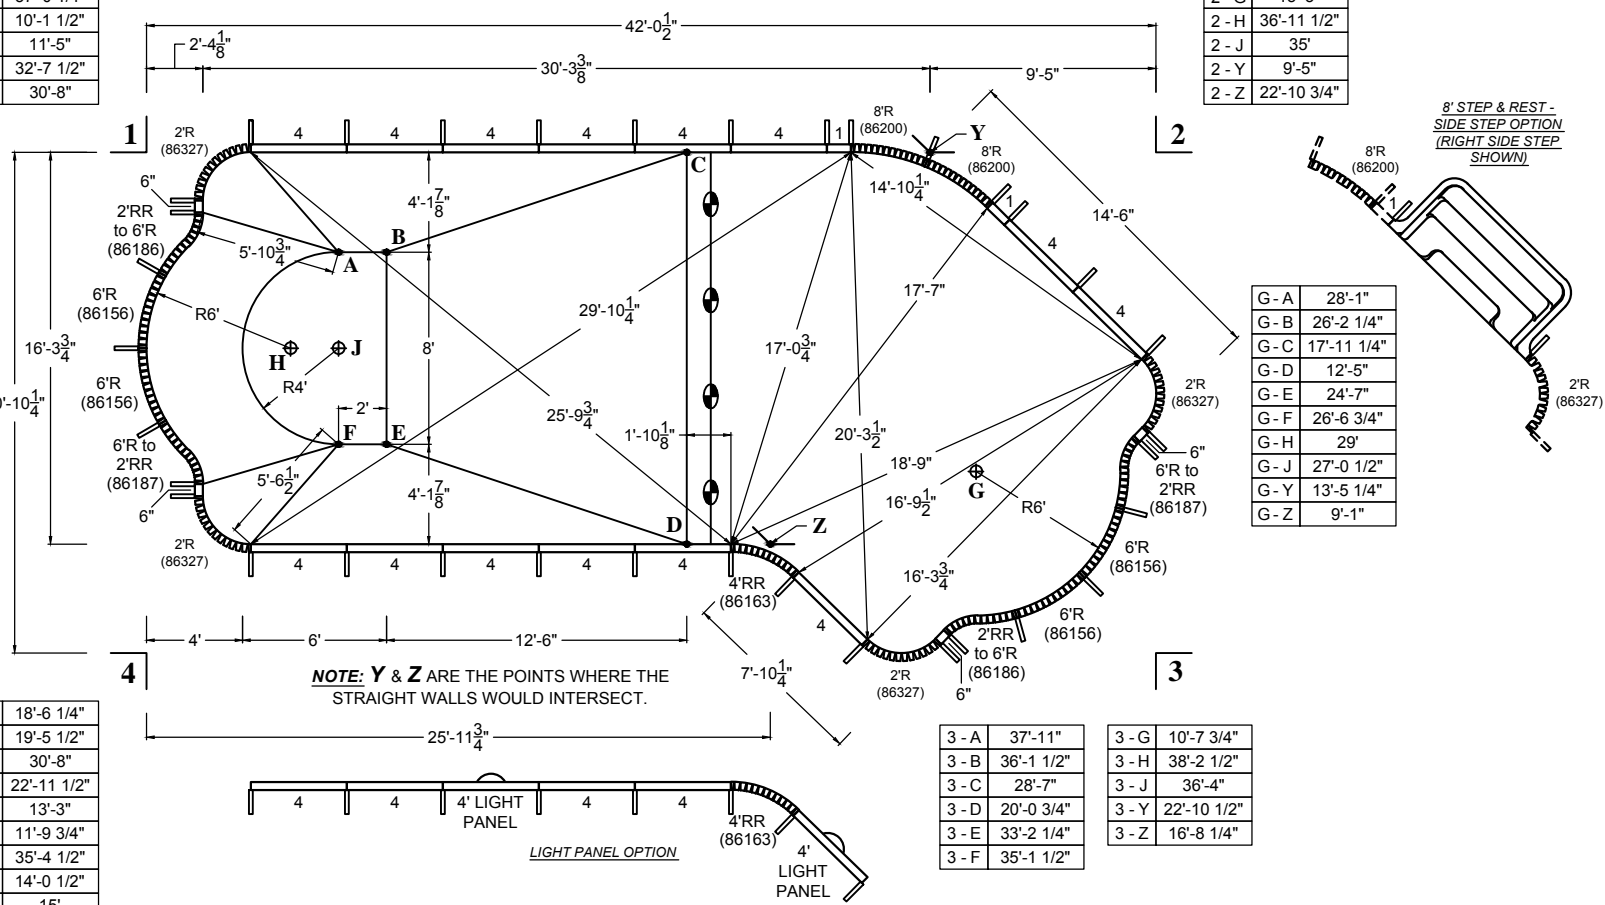 10'-1 1/2"
11'-5"
32'-7 1/2"
30'-8"
42'-0 1/2"
2'-4 1/8"
30'-3 3/8"
9'-5"
2 - H 36'-11 1/2"
2 - J 35'
2 - Y 9'-5"
2 - Z 22'-10 3/4"
8' STEP & REST -
SIDE STEP OPTION
(RIGHT SIDE STEP
SHOWN)
1
2
2'R
(86327)
4 4 4 4 4 4 1
8'R
(86200)
Y
8'R
(86200)
C
6"
2'RR
to 6'R
(86186)
4'-1 7/8"
14'-10 1/4"
1
4
4
14'-6"
8'R
(86200)
1
5'-10 3/4"
A
B
6'R
(86156)
R6'
29'-10 1/4"
17'-7"
16'-3 3/4"
H
J
8'
17'-0 3/4"
R4'
6'R
(86156)
2'
25'-9 3/4"
1'-10 1/8"
20'-3 1/2"
2'R
(86327)
2'R
(86327)
'-10 1/4"
F
E
6'R to
2'RR
(86187)
6"
5'-6 1/2"
4'-1 7/8"
18'-9"
16'-9 1/2"
G
R6'
6"
6'R to
2'RR
(86187)
D
Z
2'R
(86327)
4 4 4 4 4
4'RR
(86163)
16'-3 3/4"
6'R
(86156)
6'R
(86156)
4
2'RR
to 6'R
(86186)
6"
2'R
(86327)
4'
6'
12'-6"
7'-10 1/4"
4
3
NOTE: Y & Z ARE THE POINTS WHERE THE
STRAIGHT WALLS WOULD INTERSECT.
25'-11 3/4"
G - A 28'-1"
G - B 26'-2 1/4"
G - C 17'-11 1/4"
G - D 12'-5"
G - E 24'-7"
G - F 26'-6 3/4"
G - H 29'
G - J 27'-0 1/2"
G - Y 13'-5 1/4"
G - Z 9'-1"
18'-6 1/4"
19'-5 1/2"
30'-8"
22'-11 1/2"
13'-3"
11'-9 3/4"
35'-4 1/2"
14'-0 1/2"
15'
4 4 4' LIGHT
PANEL
4 4
4'RR
(86163)
4'
LIGHT
PANEL
LIGHT PANEL OPTION
3 - A 37'-11"
3 - B 36'-1 1/2"
3 - C 28'-7"
3 - D 20'-0 3/4"
3 - E 33'-2 1/4"
3 - F 35'-1 1/2"
3 - G 10'-7 3/4"
3 - H 38'-2 1/2"
3 - J 36'-4"
3 - Y 22'-10 1/2"
3 - Z 16'-8 1/4"